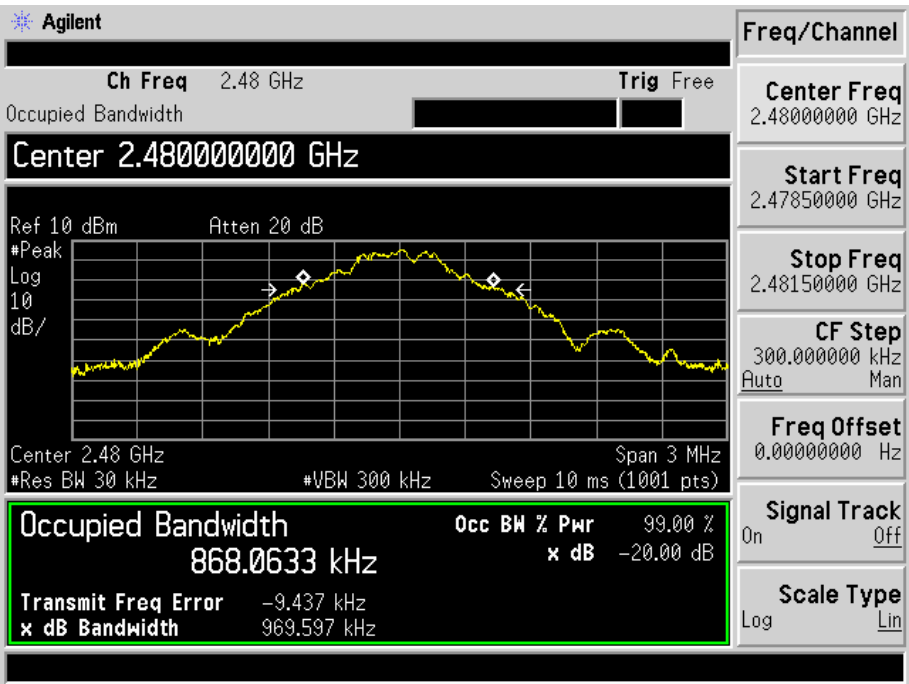 Agilent
Freq/Channel
Ch Freq 2.48 GHz Trig Free
Occupied Bandwidth
Center 2.480000000 GHz
Ref 10 dBm Atten 20 dB
#Peak
Log
10
dB/
Center 2.48 GHz Span 3 MHz
#Res BW 30 kHz #VBW 300 kHz Sweep 10 ms (1001 pts)
Occupied Bandwidth
868.0633 kHz
Occ BW % Pwr 99.00 %
x dB -20.00 dB
Transmit Freq Error -9.437 kHz
x dB Bandwidth 969.597 kHz
Center Freq
2.48000000 GHz
Start Freq
2.47850000 GHz
Stop Freq
2.48150000 GHz
CF Step
300.000000 kHz
Auto Man
Freq Offset
0.00000000 Hz
Signal Track
On Off
Scale Type
Log Lin